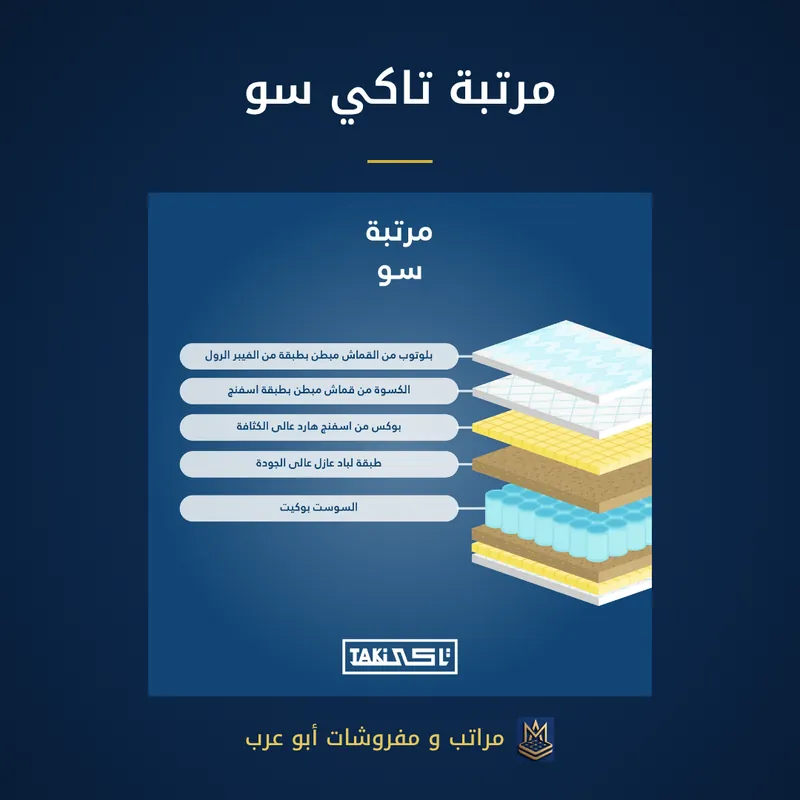 مرتبة تاكي سو
مرتبة
سو
بلوتوب من القماش مبطن بطبقة من الفيبر الرول
الكسوة من قماش مبطن بطبقة اسفنج
بوكس من اسفنج هارد عالى الكثافة
طبقة لباد عازل عالى الجودة
السوست بوكيت
TAKi تاكى
مراتب و مفروشات أبو عرب